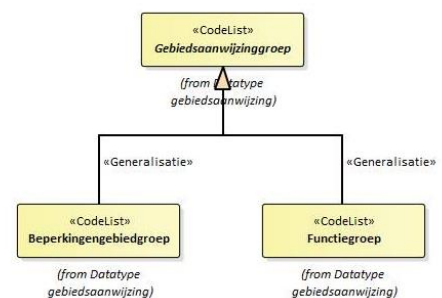 «CodeList»
Gebiedsaanwijzinggroep
(from Datatype
gebiedsaanwijzing)
«Generalisatie»
«Generalisatie»
«CodeList»
Beperkingengebiedgroep
(from Datatype
gebiedsaanwijzing)
«CodeList»
Functiegroep
(from Datatype
gebiedsaanwijzing)